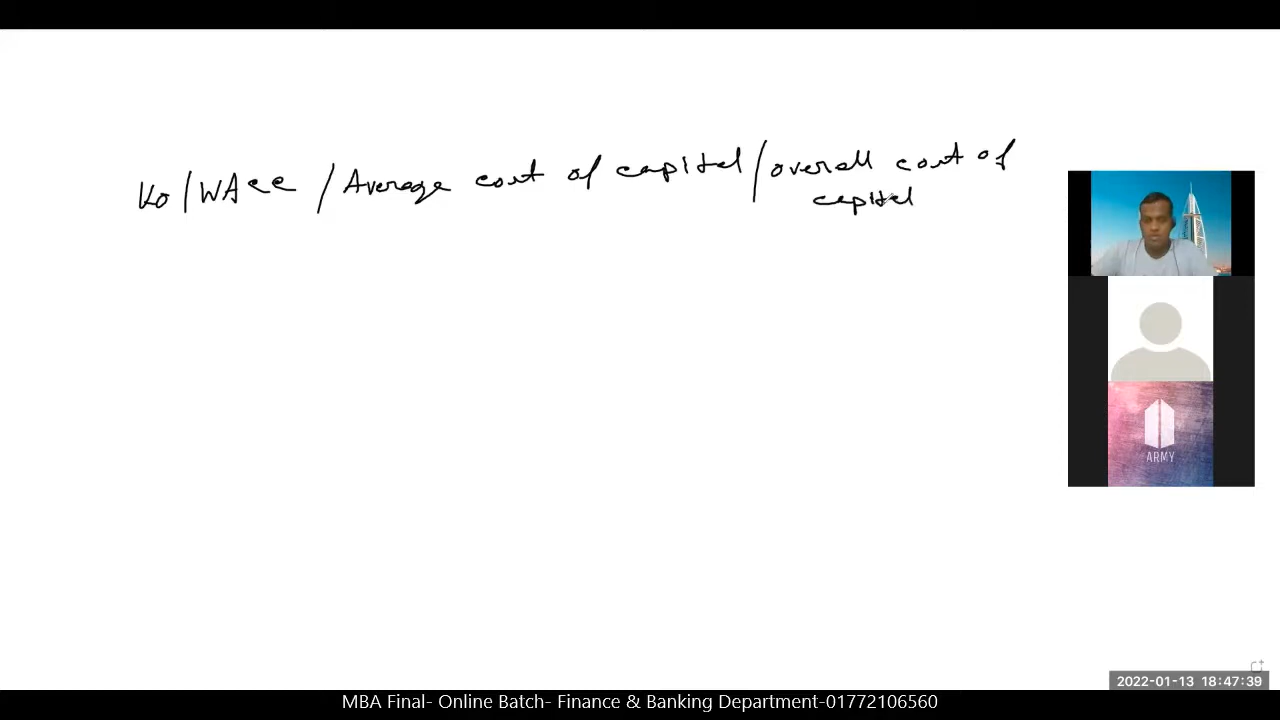 Ko/WACC/Average cost of capital/overall cost of
capital
ARMY
2022-01-13 18:47:39
MBA Final- Online Batch- Finance & Banking Department-01772106560